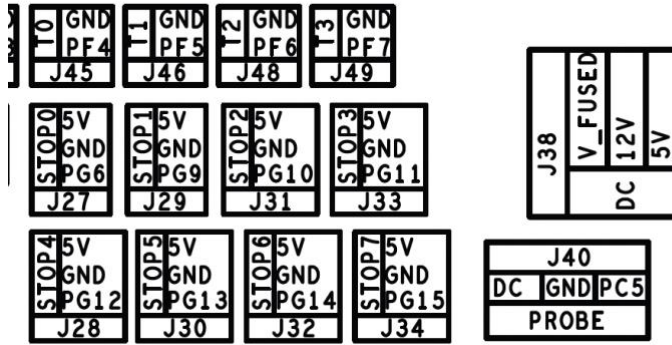 T0 GND PF4
J45
T1 GND PF5
J46
T2 GND PF6
J48
T3 GND PF7
J49
STOP0 5V GND PG6
J27
STOP1 5V GND PG9
J29
STOP2 5V GND PG10
J31
STOP3 5V GND PG11
J33
STOP4 5V GND PG12
J28
STOP5 5V GND PG13
J30
STOP6 5V GND PG14
J32
STOP7 5V GND PG15
J34
J38
V_FUSED
12V
5V
DC
J40
DC GND PC5
PROBE